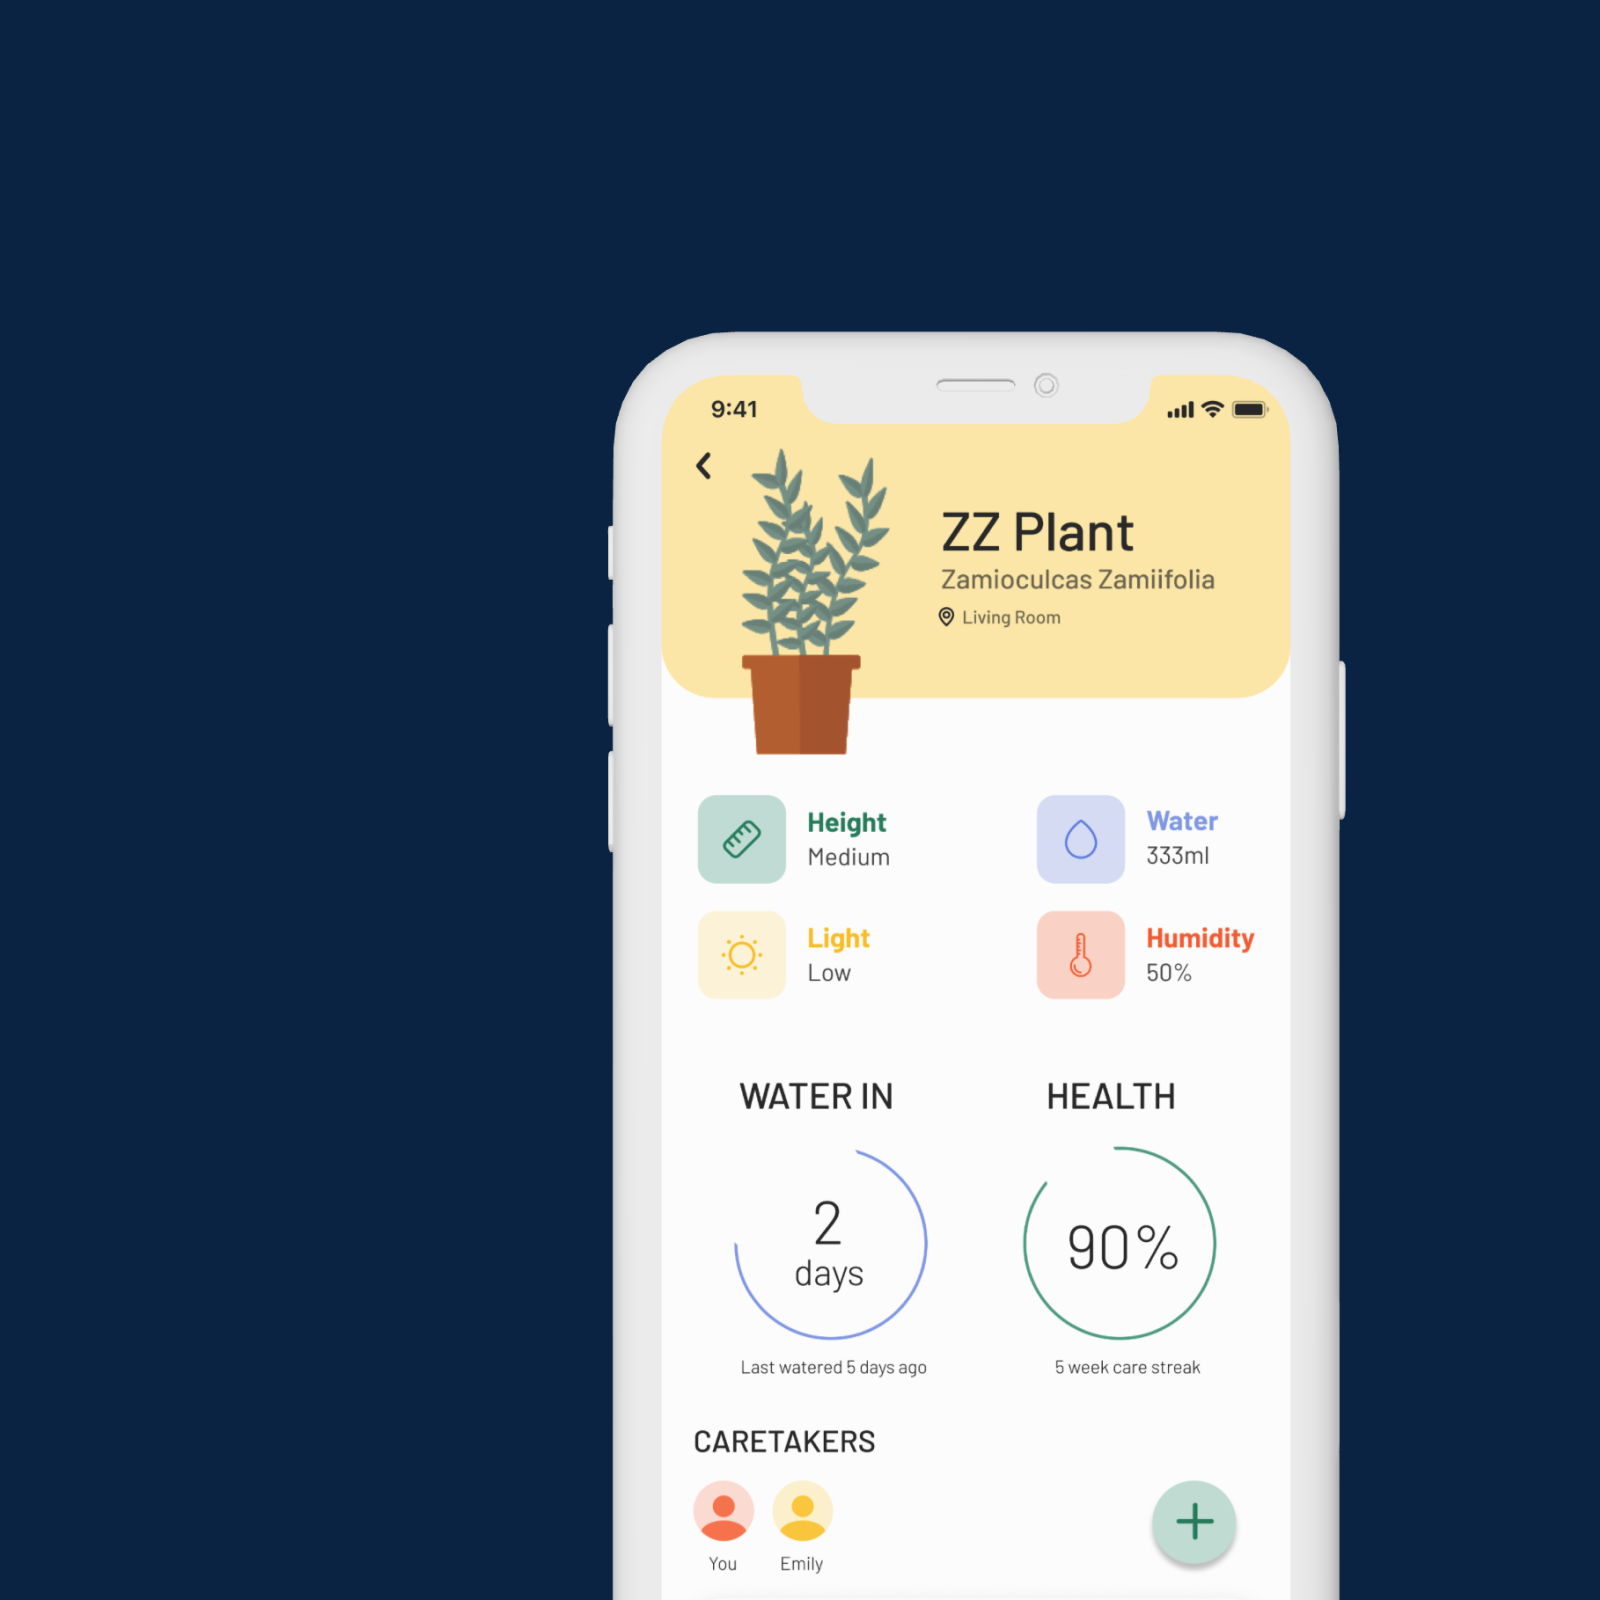 9:41
ZZ Plant
Zamioculcas Zamiifolia
Living Room
Height
Medium
Water
333ml
Light
Low
Humidity
50%
WATER IN
HEALTH
2
days
90%
Last watered 5 days ago
5 week care streak
CARETAKERS
You
Emily